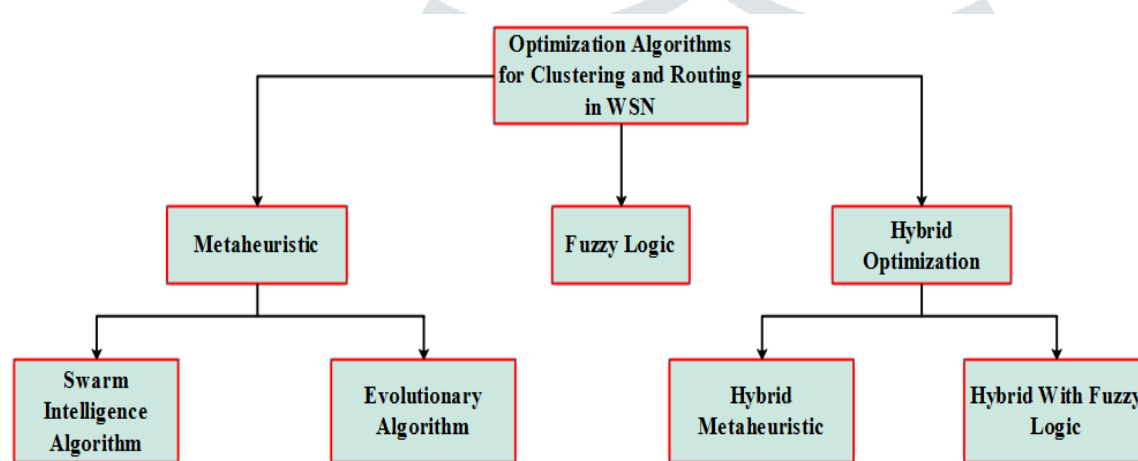 Optimization Algorithms
for Clustering and Routing
in WSN
Metaheuristic
Fuzzy Logic
Hybrid
Optimization
Swarm
Intelligence
Algorithm
Evolutionary
Algorithm
Hybrid
Metaheuristic
Hybrid With Fuzzy
Logic